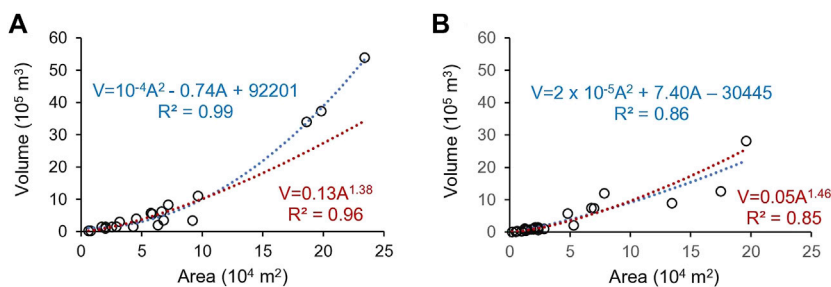 A
60
50
40
30
20
10
0
Volume (10⁵ m³)
V=10⁻⁴A² - 0.74A + 92201
R² = 0.99
V=0.13A¹·³⁸
R² = 0.96
0 5 10 15 20 25
Area (10⁴ m²)
B
60
50
40
30
20
10
0
Volume (10⁵ m³)
V=2 x 10⁻⁵A² + 7.40A – 30445
R² = 0.86
V=0.05A¹·⁴⁶
R² = 0.85
0 5 10 15 20 25
Area (10⁴ m²)